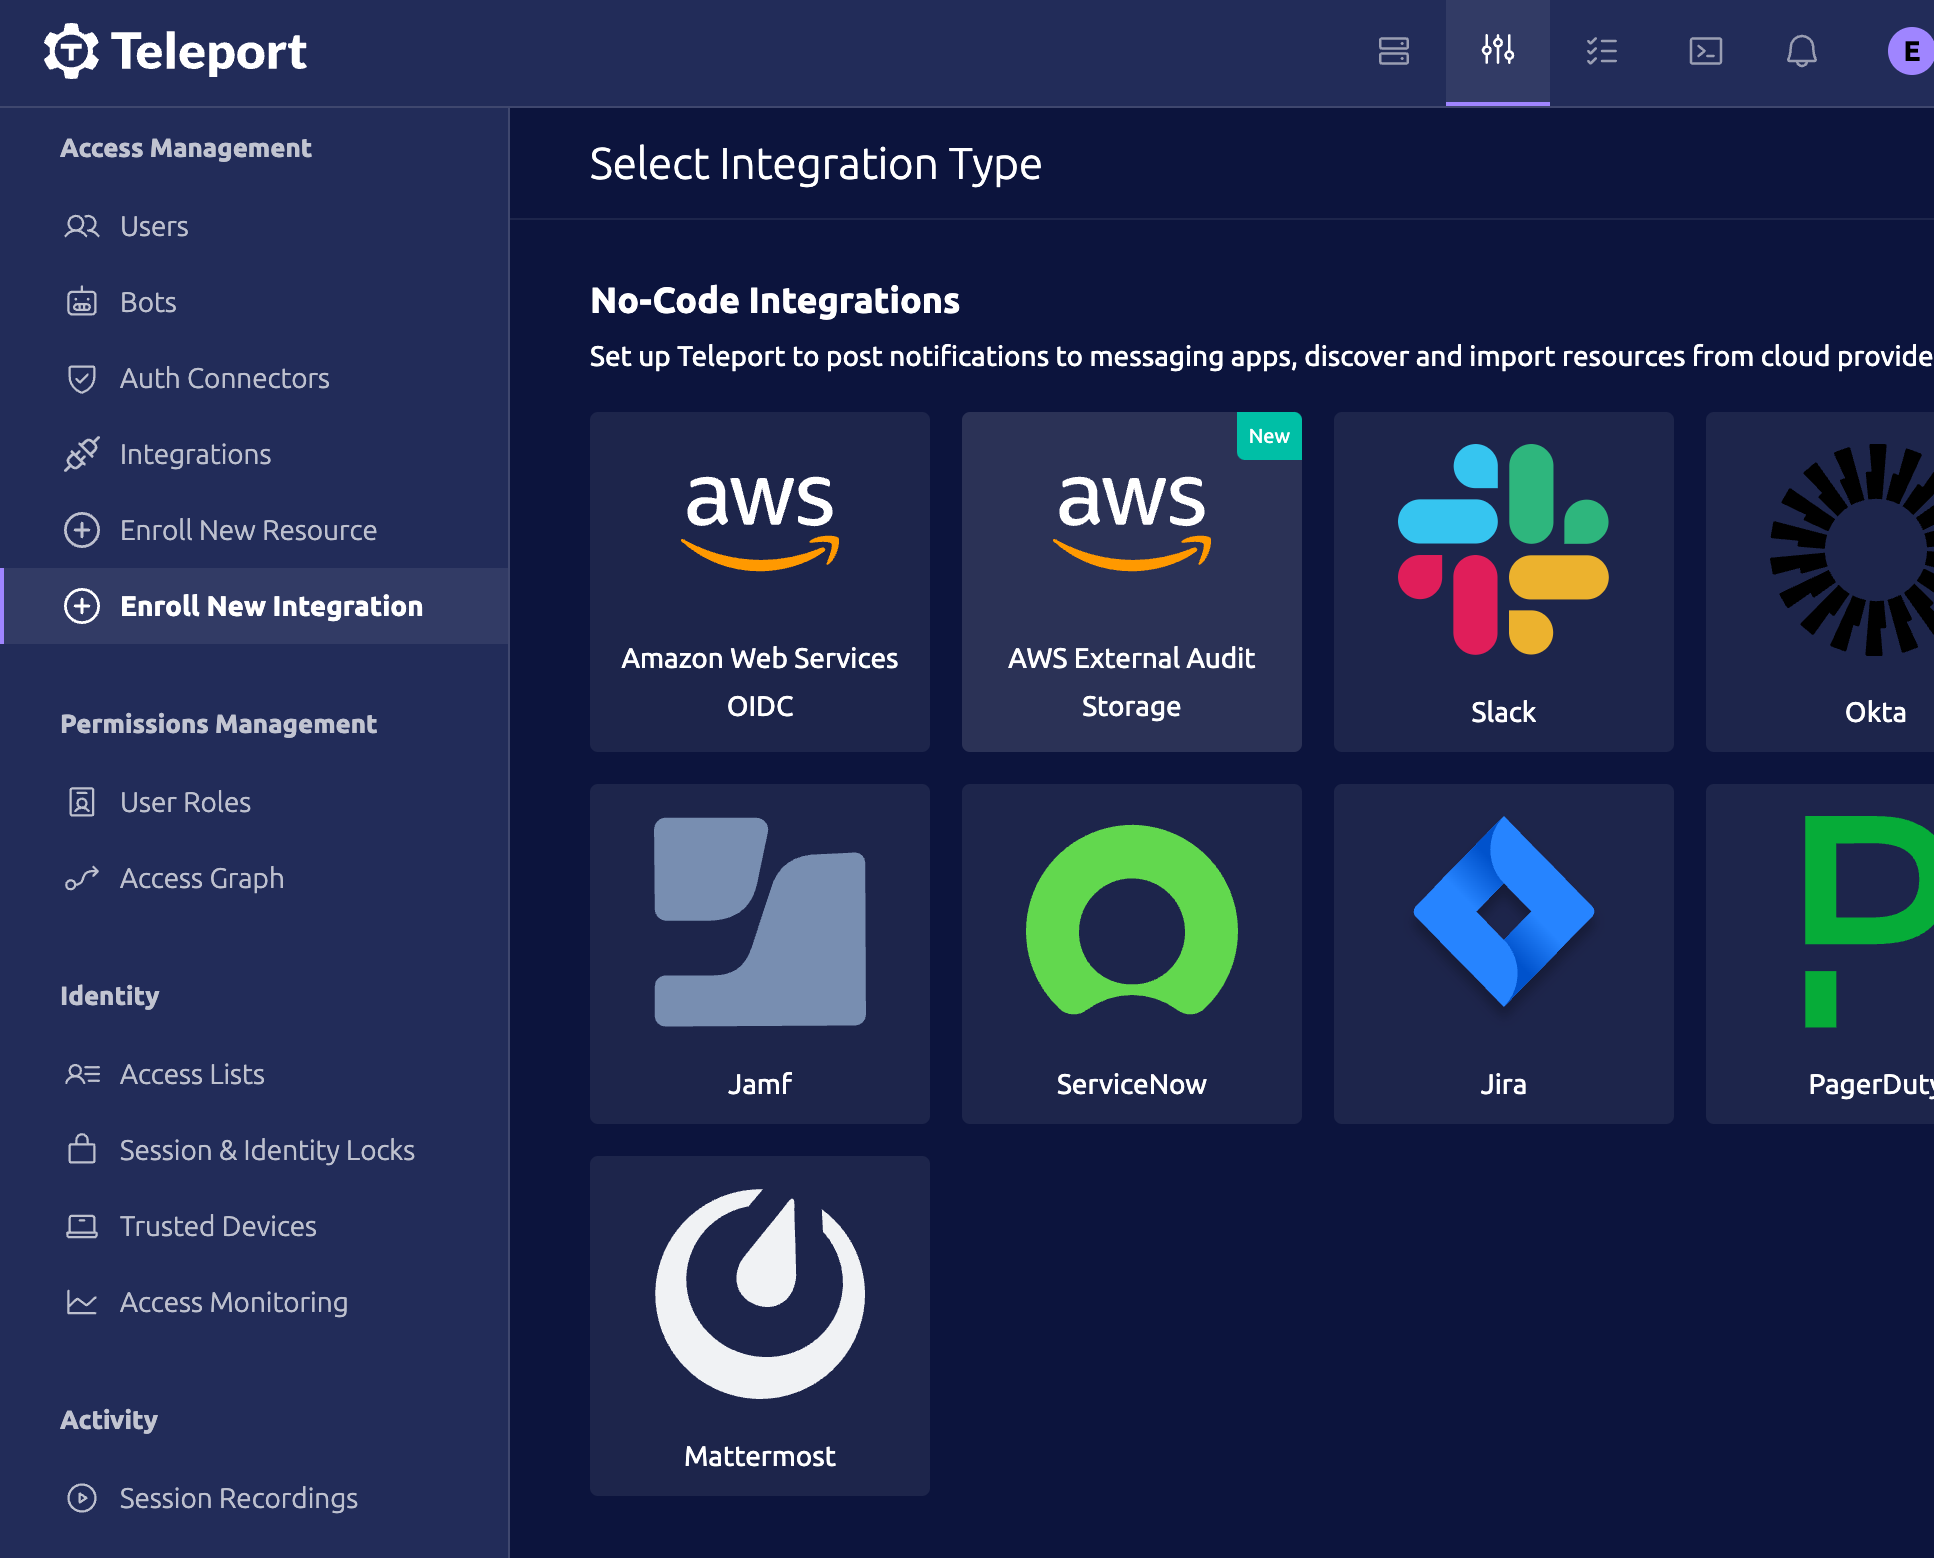 Teleport
E
Access Management
Users
Bots
Auth Connectors
Integrations
Enroll New Resource
Enroll New Integration
Permissions Management
User Roles
Access Graph
Identity
Access Lists
Session & Identity Locks
Trusted Devices
Access Monitoring
Activity
Session Recordings
Select Integration Type
No-Code Integrations
Set up Teleport to post notifications to messaging apps, discover and import resources from cloud provide
aws
Amazon Web Services
OIDC
New
aws
AWS External Audit
Storage
Slack
Okta
Jamf
ServiceNow
Jira
PagerDuty
Mattermost